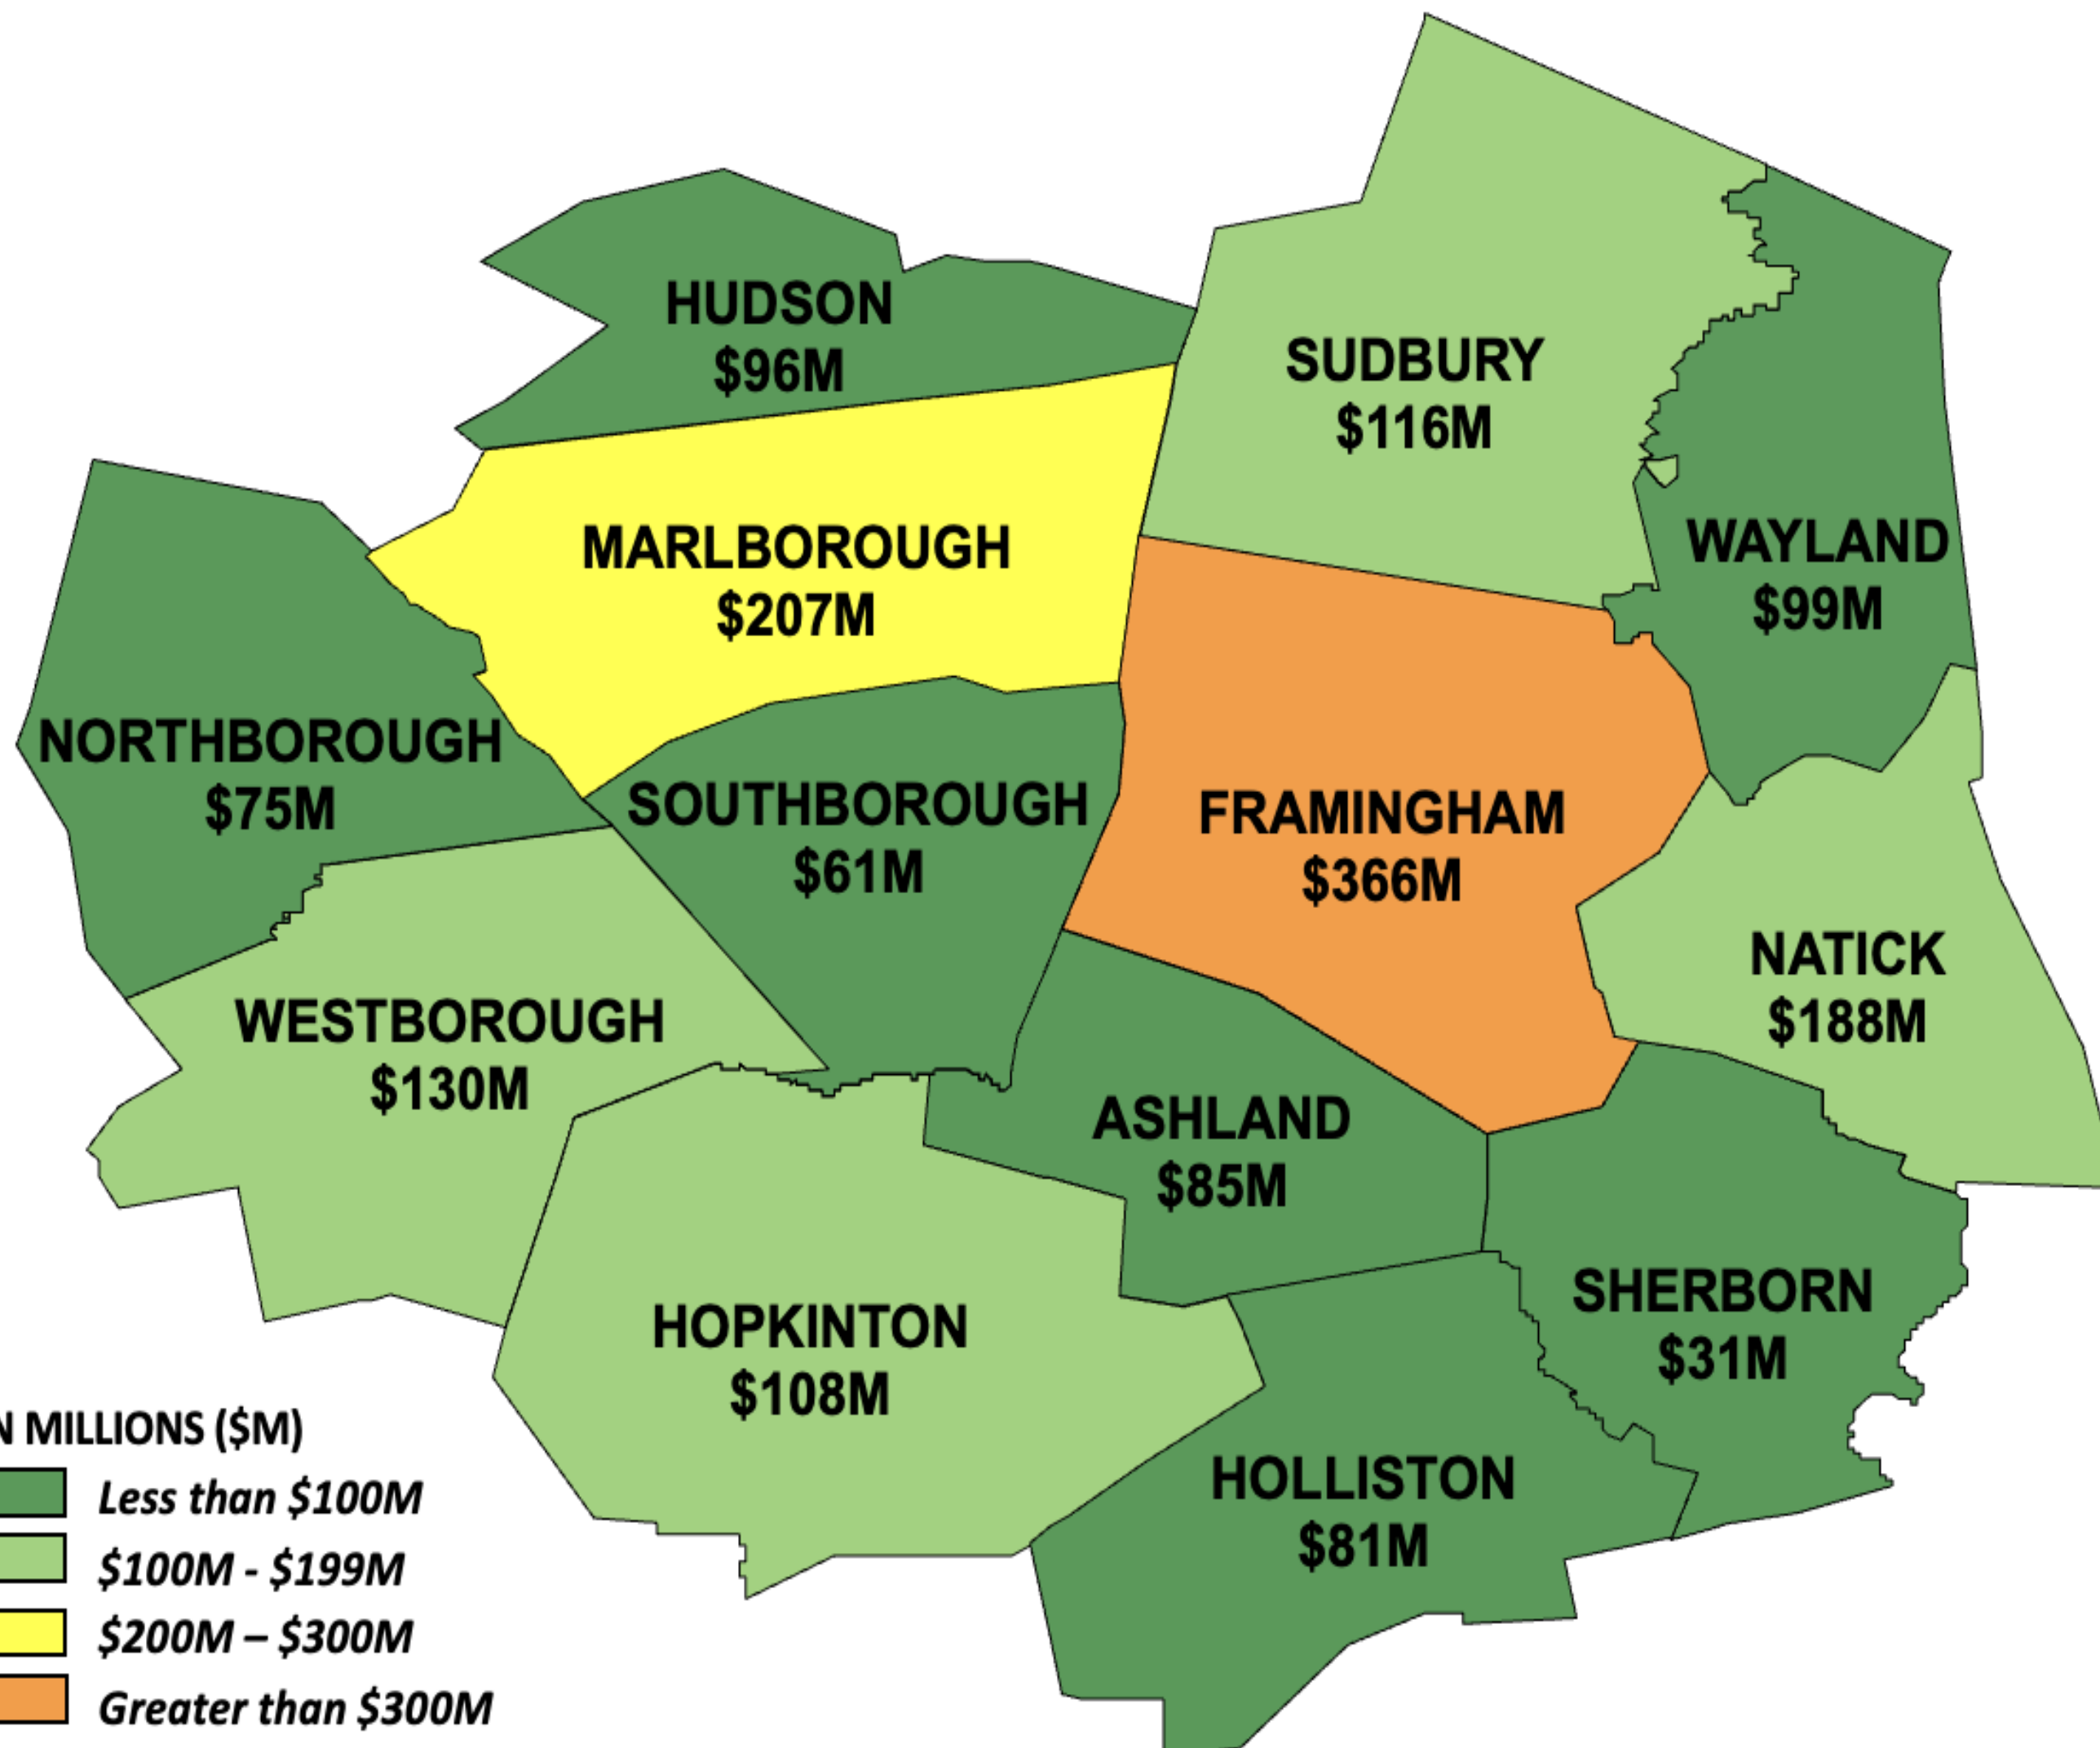 HUDSON
$96M
SUDBURY
$116M
MARLBOROUGH
$207M
WAYLAND
$99M
NORTHBOROUGH
$75M
SOUTHBOROUGH
$61M
FRAMINGHAM
$366M
NATICK
$188M
WESTBOROUGH
$130M
ASHLAND
$85M
SHERBORN
$31M
HOPKINTON
$108M
HOLLISTON
$81M
N MILLIONS ($M)
Less than $100M
$100M - $199M
$200M – $300M
Greater than $300M